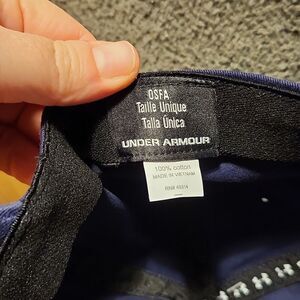 OSFA
Taille Unique
Talla Única
UNDER ARMOUR
100% cotton
MADE IN VIETNAM